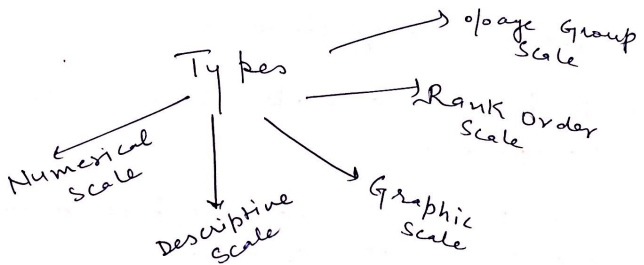 Types
%age Group
Scale
Rank Order
Scale
Graphic
Scale
Descriptive
Scale
Numerical
Scale